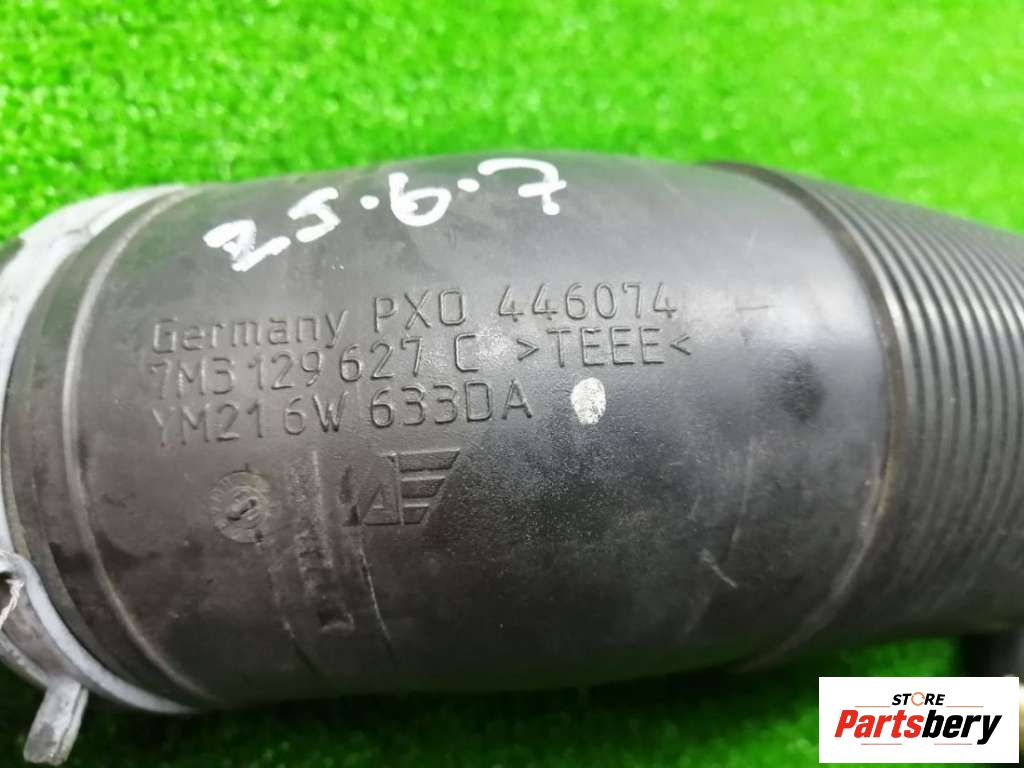 25.6.7
Germany PXO 446074
7M3 129 627 C >TEEE<
YM21 6W 633DA
STORE
Partsbery